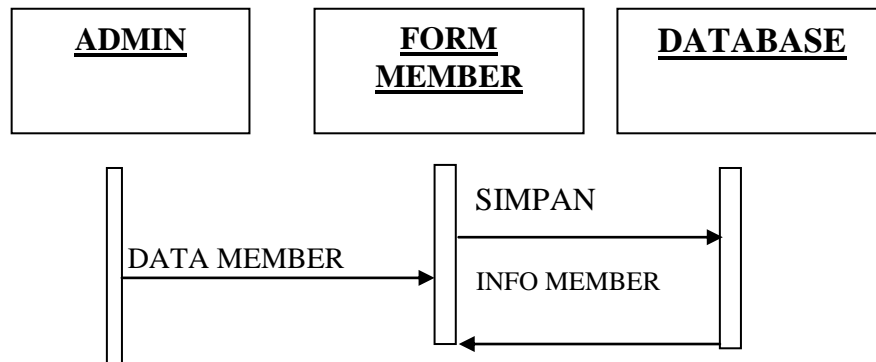 ADMIN
FORM
MEMBER
DATABASE
SIMPAN
DATA MEMBER
INFO MEMBER